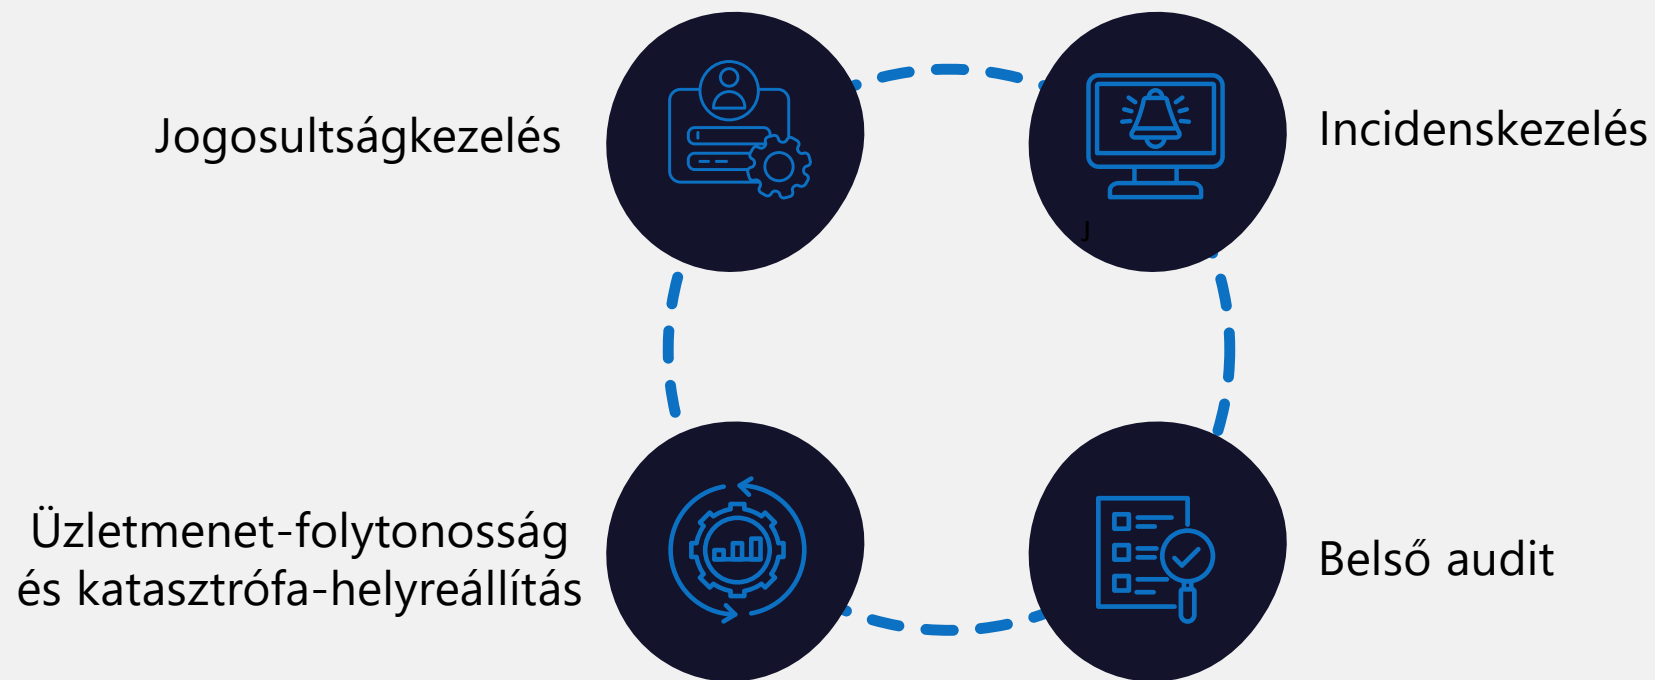 Jogosultságkezelés
Incidenskezelés
J
Üzletmenet-folytonosság
és katasztrófa-helyreállítás
Belső audit